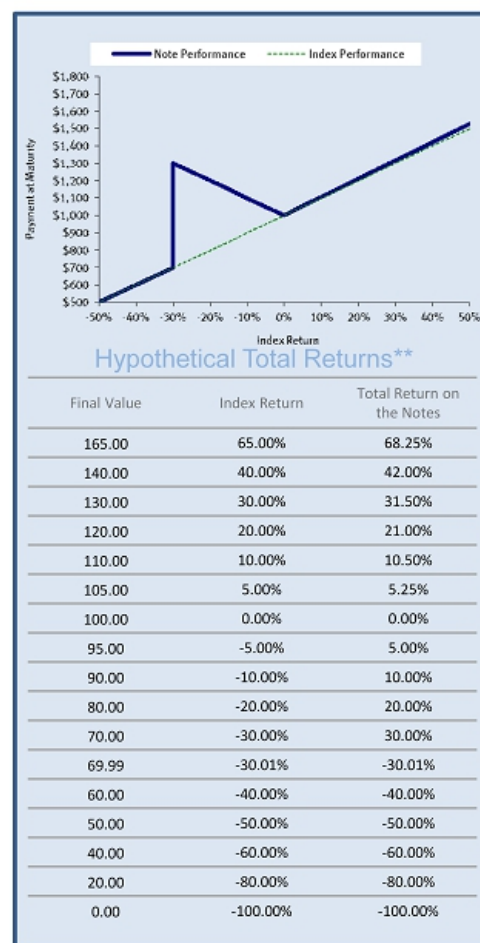 Note Performance Index Performance
$1,800
$1,700
$1,600
$1,500
$1,400
$1,300
$1,200
$1,100
$1,000
$900
$800
$700
$600
$500
Payment at Maturity
-50% -40% -30% -20% -10% 0% 10% 20% 30% 40% 50%
Index Return
Hypothetical Total Returns**
Final Value Index Return Total Return on
the Notes
165.00 65.00% 68.25%
140.00 40.00% 42.00%
130.00 30.00% 31.50%
120.00 20.00% 21.00%
110.00 10.00% 10.50%
105.00 5.00% 5.25%
100.00 0.00% 0.00%
95.00 -5.00% 5.00%
90.00 -10.00% 10.00%
80.00 -20.00% 20.00%
70.00 -30.00% 30.00%
69.99 -30.01% -30.01%
60.00 -40.00% -40.00%
50.00 -50.00% -50.00%
40.00 -60.00% -60.00%
20.00 -80.00% -80.00%
0.00 -100.00% -100.00%